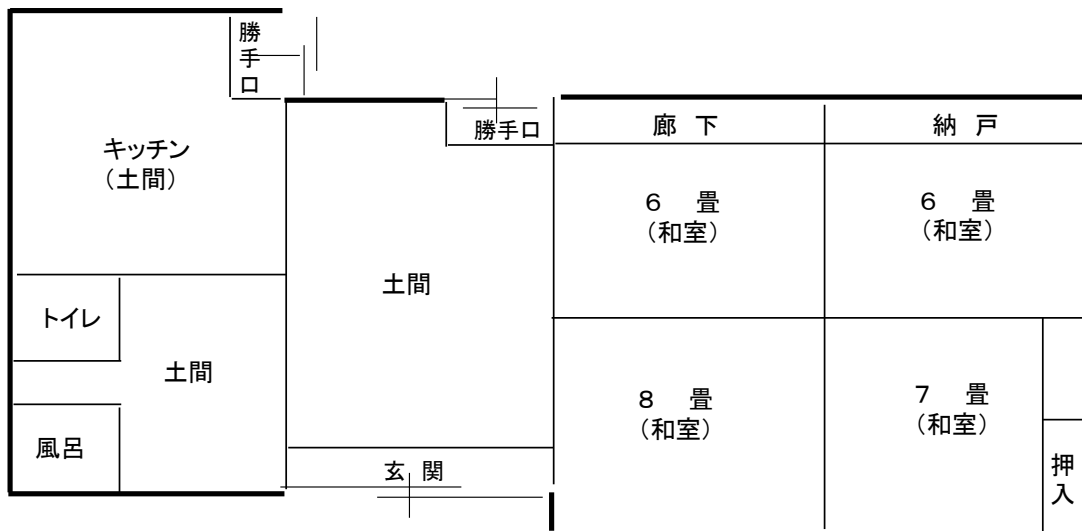 勝手口
キッチン
(土間)
勝手口
廊 下
納 戸
6 畳
(和室)
6 畳
(和室)
土間
トイレ
土間
8 畳
(和室)
7 畳
(和室)
風呂
玄 関
押入